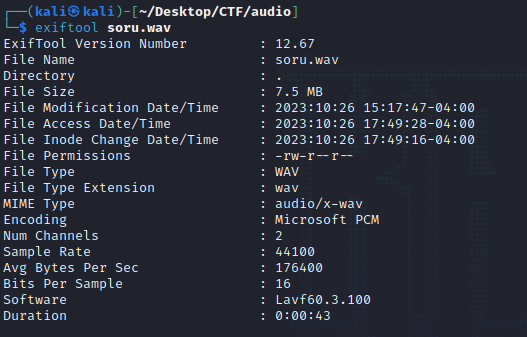 ┌──(kali㉿kali)-[~/Desktop/CTF/audio]
└─$ exiftool soru.wav
ExifTool Version Number         : 12.67
File Name                       : soru.wav
Directory                       : .
File Size                       : 7.5 MB
File Modification Date/Time     : 2023:10:26 15:17:47-04:00
File Access Date/Time           : 2023:10:26 17:49:28-04:00
File Inode Change Date/Time     : 2023:10:26 17:49:16-04:00
File Permissions                : -rw-r--r--
File Type                       : WAV
File Type Extension             : wav
MIME Type                       : audio/x-wav
Encoding                        : Microsoft PCM
Num Channels                    : 2
Sample Rate                     : 44100
Avg Bytes Per Sec               : 176400
Bits Per Sample                 : 16
Software                        : Lavf60.3.100
Duration                        : 0:00:43